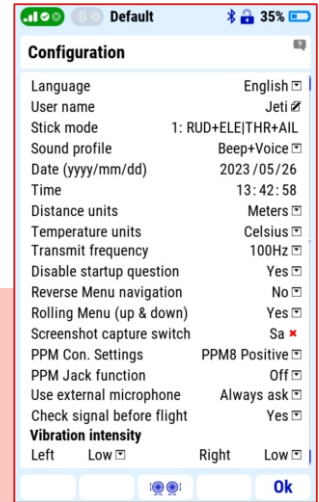 B Default 35%
Configuration ?
Language English
User name Jeti
Stick mode 1: RUD+ELE|THR+AIL
Sound profile Beep+Voice
Date (yyyy/mm/dd) 2023/05/26
Time 13:42:58
Distance units Meters
Temperature units Celsius
Transmit frequency 100Hz
Disable startup question Yes
Reverse Menu navigation No
Rolling Menu (up & down) Yes
Screenshot capture switch Sa
PPM Con. Settings PPM8 Positive
PPM Jack function Off
Use external microphone Always ask
Check signal before flight Yes
Vibration intensity
Left Low Right Low
Ok